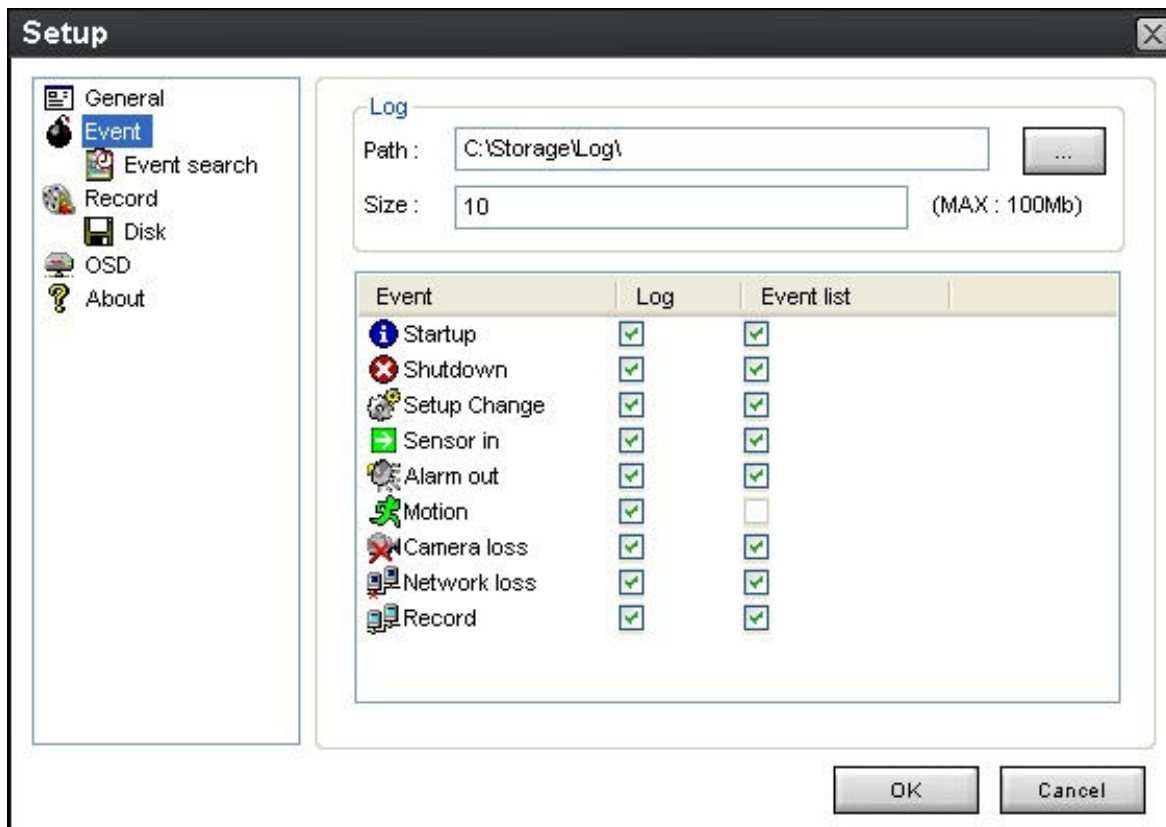 Setup
General
Event
Event search
Record
Disk
OSD
About
Log
Path : C:\Storage\Log\ ...
Size : 10 (MAX : 100Mb)
Event Log Event list
Startup
Shutdown
Setup Change
Sensor in
Alarm out
Motion
Camera loss
Network loss
Record
OK Cancel